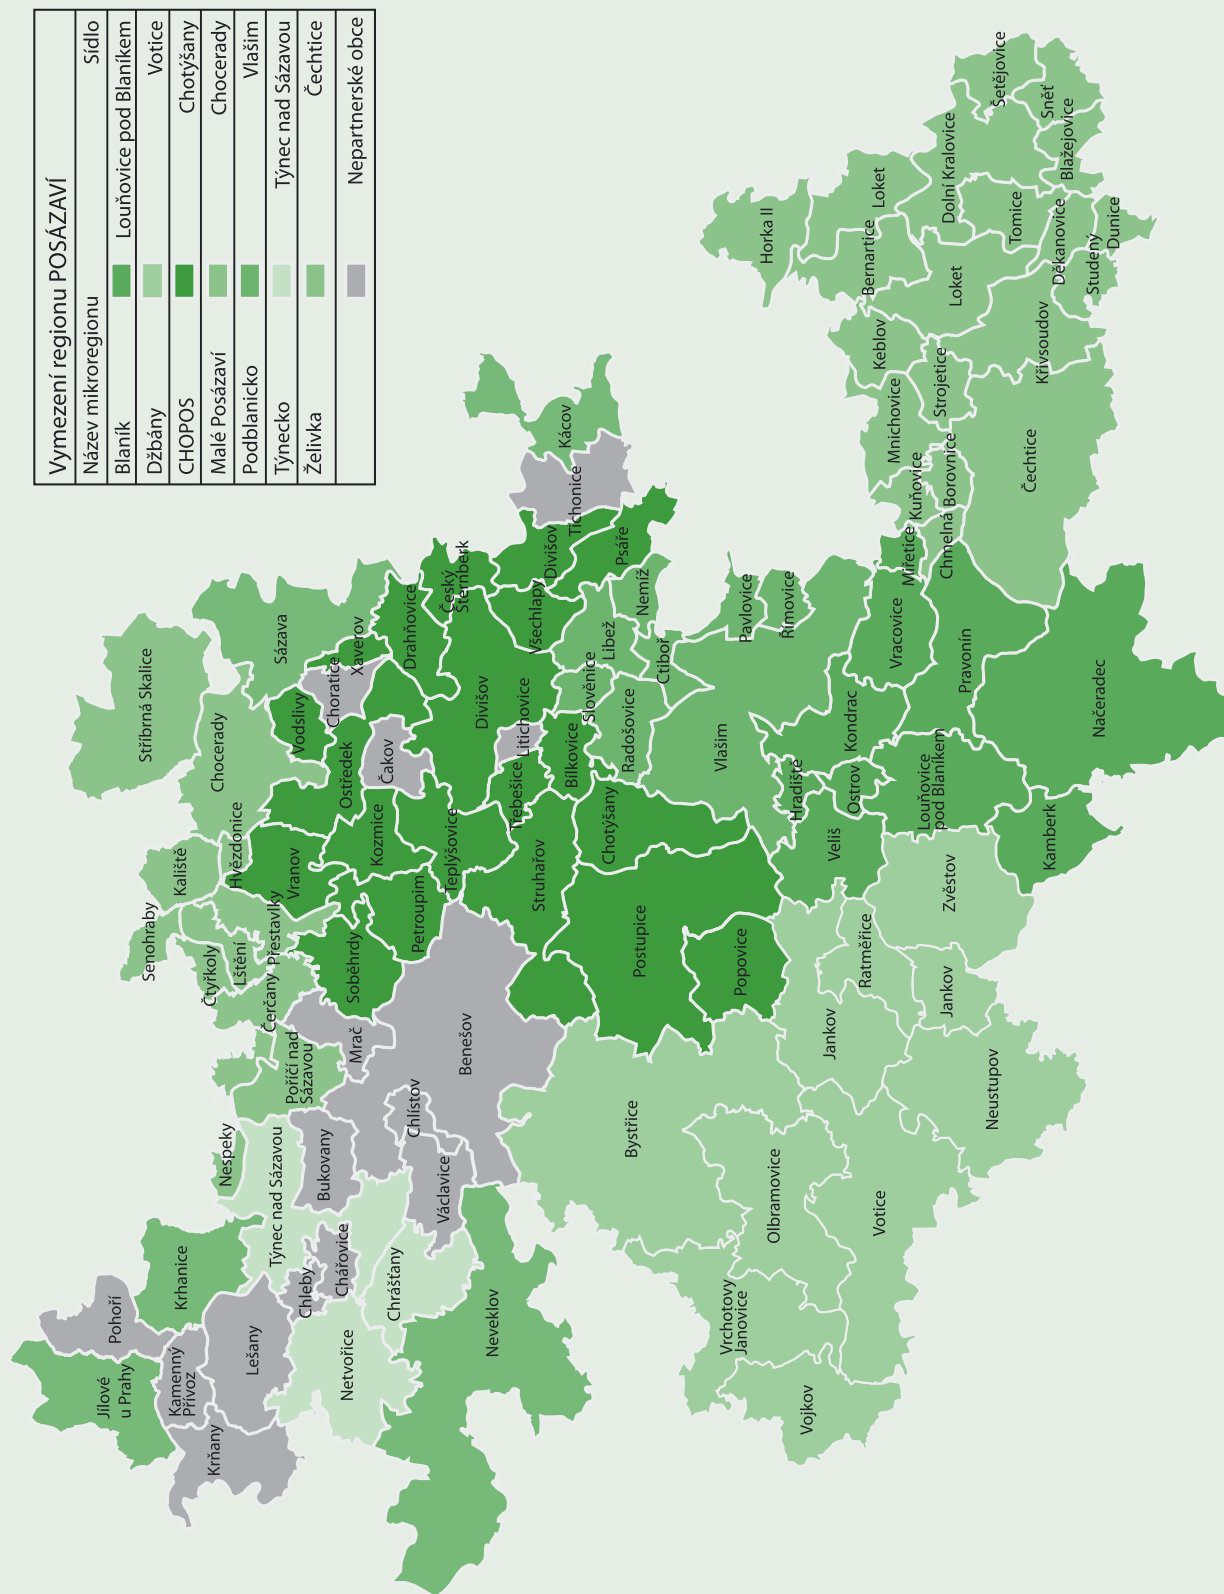 Vymezení regionu POSÁZAVÍ
Název mikroregionu Sídlo
Blaník Louňovice pod Blaníkem
Džbány Votice
CHOPOS Chotýšany
Malé Posázaví Chocerady
Podblanicko Vlašim
Týnecko Týnec nad Sázavou
Želivka Čechtice
Nepartnerské obce
Jílové
u Prahy
Pohoří
Kamenný
Přívoz
Krhanice
Krňany
Lešany
Senohraby
Stříbrná Skalice
Kaliště
Čtyřkoly
Chocerady
Nespeky
Lštění
Hvězdonice
Týnec nad Sázavou
Čerčany
Přestavlky
Sázava
Poříčí nad
Sázavou
Vranov
Vodslivy
Chleby
Bukovany
Choratice
Netvořice
Chářovice
Mrač
Soběhrdy
Ostředek
Xaverov
Kozmice
Čakov
Chrášťany
Chlístov
Petroupim
Drahňovice
Václavice
Teplýšovice
Český
Šternberk
Benešov
Divišov
Neveklov
Třebešice
Litichovice
Struhařov
Všechlapy
Divišov
Bílkovice
Tichonice
Kácov
Slověnice
Chotýšany
Libež
Psáře
Radošovice
Nemíž
Bystřice
Postupice
Ctiboř
Vlašim
Vrchotovy
Janovice
Popovice
Pavlovice
Olbramovice
Hradiště
Římovice
Horka II
Vojkov
Jankov
Veliš
Ostrov
Kondrac
Ratměřice
Votice
Vracovice
Bernartice
Loket
Keblov
Mnichovice
Miřetice
Kuňovice
Louňovice
pod Blaníkem
Jankov
Zvěstov
Pravonín
Chmelná
Borovnice
Strojetice
Loket
Dolní Kralovice
Neustupov
Šetějovice
Tomice
Čechtice
Křivsoudov
Kamberk
Sněť
Děkanovice
Blažejovice
Načeradec
Studený
Dunice